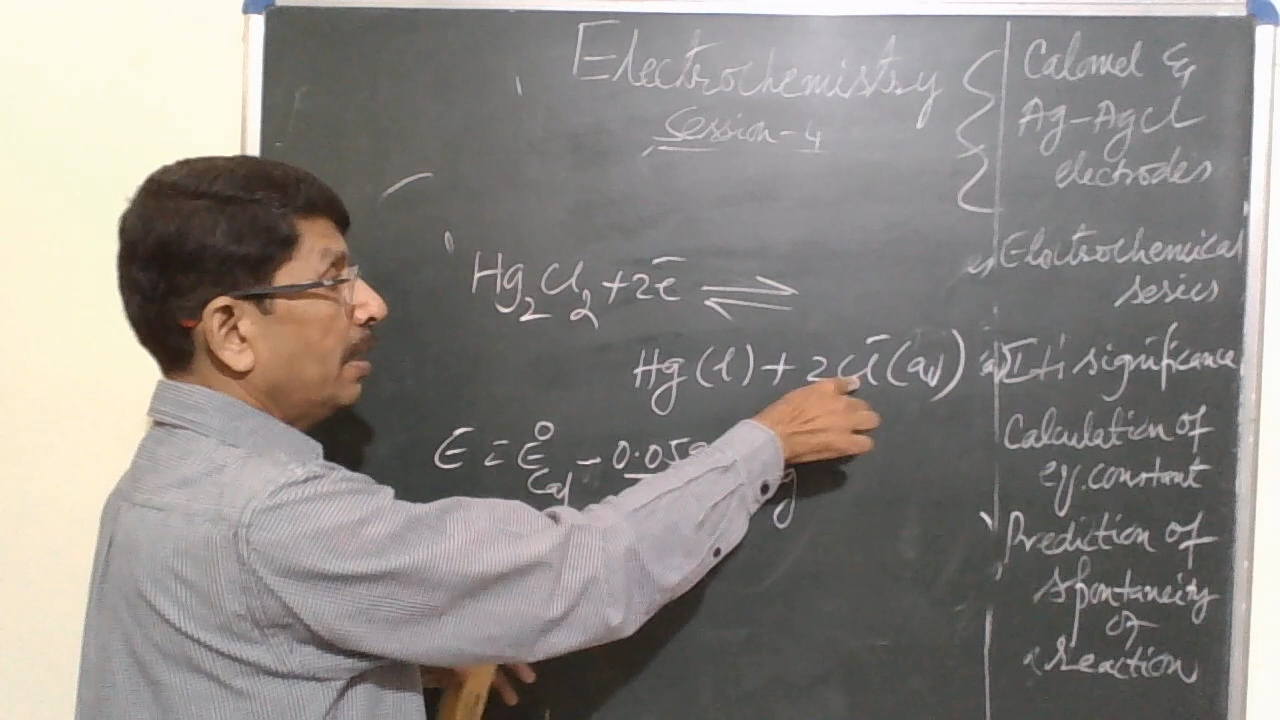 Electrochemistry
Session-4
Hg2Cl2 + 2e- ⇌
Hg(l) + 2Cl-(aq)
E = E0Cal - 0.059
Calomel &
Ag-AgCl
electrodes
Electrochemical
series
Its significance
Calculation of
eq. constant
Prediction of
spontaneity
of
reaction